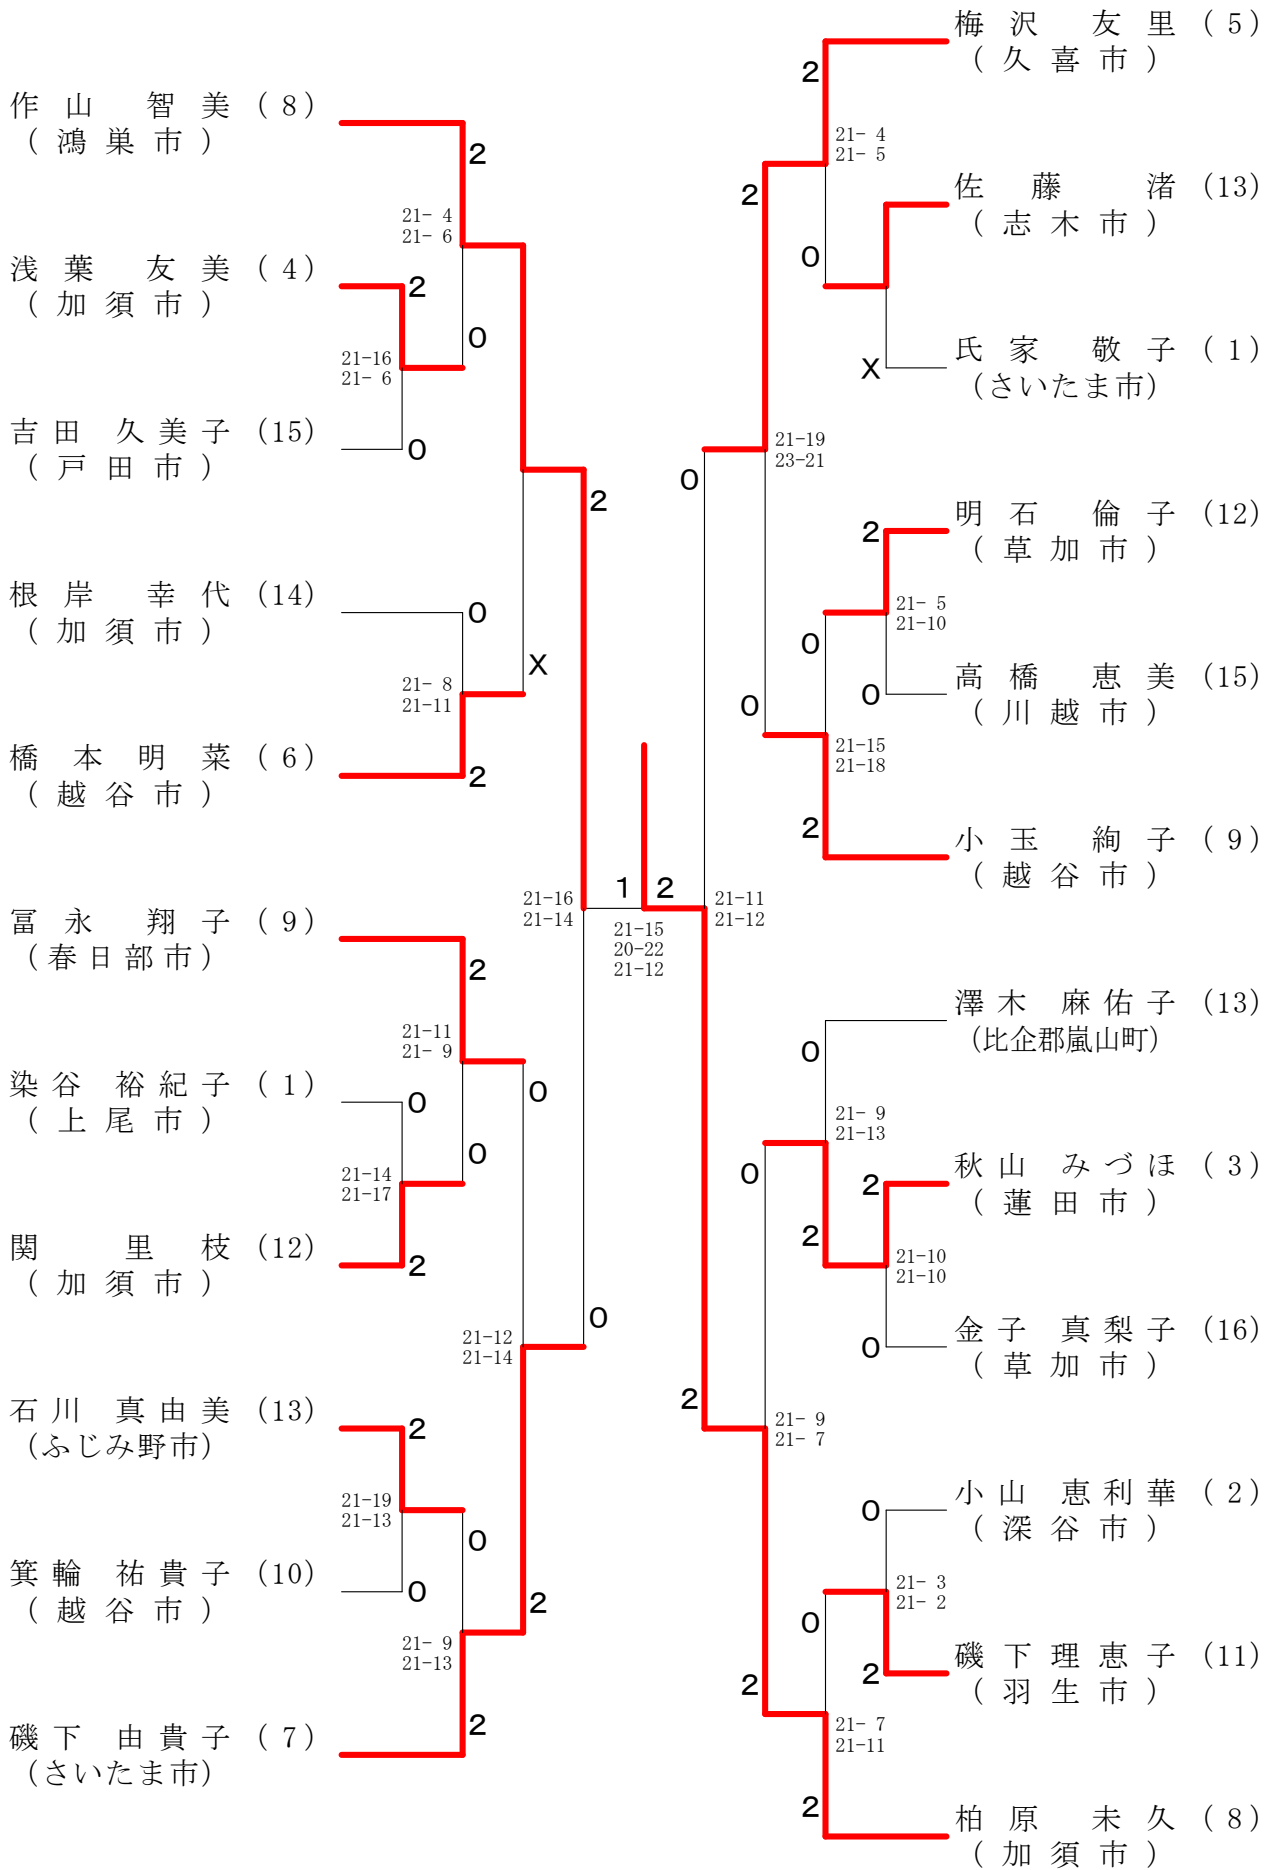 作山 智美 (8)
(鴻巣市)
2
21- 4
21- 6
浅葉 友美 (4)
(加須市)
2
0
21-16
21- 6
吉田 久美子 (15)
(戸田市)
0
2
根岸 幸代 (14)
(加須市)
0
X
21- 8
21-11
橋本明菜 (6)
(越谷市)
2
冨永 翔子 (9)
(春日部市)
2
21-16
21-14
21-11
21- 9
0
染谷 裕紀子 (1)
(上尾市)
0
0
21-14
21-17
関 里枝 (12)
(加須市)
2
0
21-12
21-14
石川 真由美 (13)
(ふじみ野市)
2
21-19
21-13
0
箕輪 祐貴子 (10)
(越谷市)
0
2
21- 9
21-13
磯下 由貴子 (7)
(さいたま市)
2
1 2
21-15
20-22
21-12
梅沢 友里 (5)
(久喜市)
2
21- 4
21- 5
2
佐藤 渚 (13)
(志木市)
0
氏家 敬子 (1)
(さいたま市)
X
21-19
23-21
0
明石 倫子 (12)
(草加市)
2
21- 5
21-10
0
高橋 恵美 (15)
(川越市)
0
0
21-15
21-18
小玉 絢子 (9)
(越谷市)
2
21-11
21-12
澤木 麻佑子 (13)
(比企郡嵐山町)
0
21- 9
21-13
0
秋山 みづほ (3)
(蓮田市)
2
2
21-10
21-10
金子 真梨子 (16)
(草加市)
0
2
21- 9
21- 7
小山 恵利華 (2)
(深谷市)
0
21- 3
21- 2
0
磯下理恵子 (11)
(羽生市)
2
2
21- 7
21-11
柏原 未久 (8)
(加須市)
2